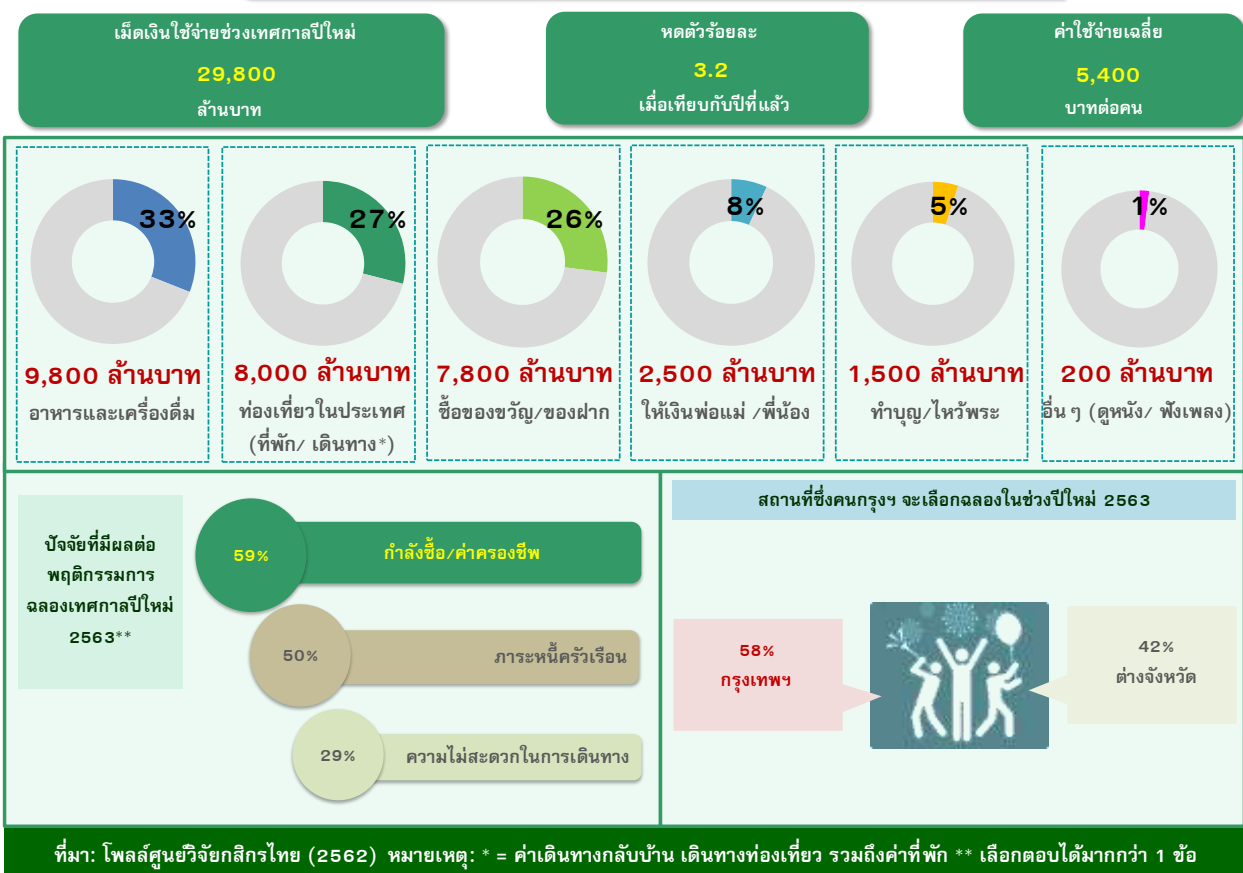 เม็ดเงินใช้จ่ายช่วงเทศกาลปีใหม่
29,800
ล้านบาท
หดตัวร้อยละ
3.2
เมื่อเทียบกับปีที่แล้ว
ค่าใช้จ่ายเฉลี่ย
5,400
บาทต่อคน
33%
9,800 ล้านบาท
อาหารและเครื่องดื่ม
27%
8,000 ล้านบาท
ท่องเที่ยวในประเทศ
(ที่พัก/ เดินทาง*)
26%
7,800 ล้านบาท
ซื้อของขวัญ/ของฝาก
8%
2,500 ล้านบาท
ให้เงินพ่อแม่ /พี่น้อง
5%
1,500 ล้านบาท
ทำบุญ/ไหว้พระ
1%
200 ล้านบาท
อื่น ๆ (ดูหนัง/ ฟังเพลง)
ปัจจัยที่มีผลต่อ
พฤติกรรมการ
ฉลองเทศกาลปีใหม่
2563**
59%
กำลังซื้อ/ค่าครองชีพ
50%
ภาระหนี้ครัวเรือน
29%
ความไม่สะดวกในการเดินทาง
สถานที่ซึ่งคนกรุงฯ จะเลือกฉลองในช่วงปีใหม่ 2563
58%
กรุงเทพฯ
42%
ต่างจังหวัด
ที่มา: โพลล์ศูนย์วิจัยกสิกรไทย (2562) หมายเหตุ: * = ค่าเดินทางกลับบ้าน เดินทางท่องเที่ยว รวมถึงค่าที่พัก ** เลือกตอบได้มากกว่า 1 ข้อ